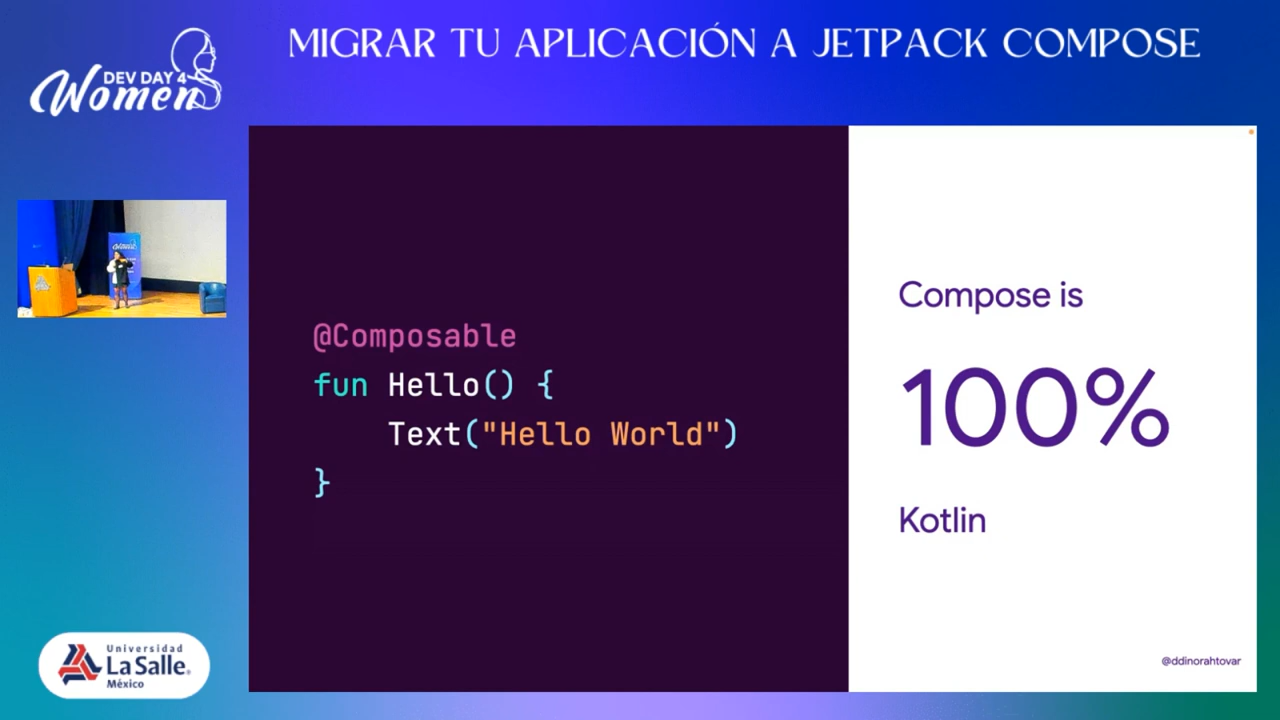 MIGRAR TU APLICACIÓN A JETPACK COMPOSE
DEV DAY 4
Women
@Composable
fun Hello() {
    Text("Hello World")
}
Compose is
100%
Kotlin
@ddinorahtovar
Universidad
La Salle®
México